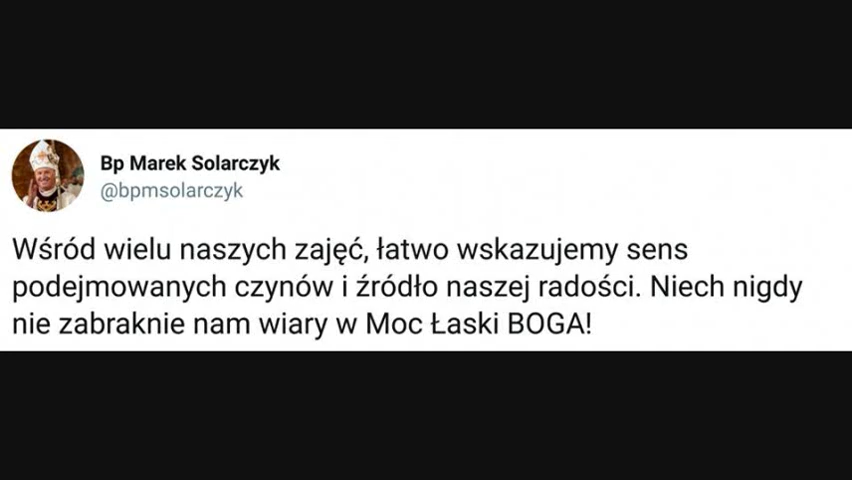 Bp Marek Solarczyk
@bpmsolarczyk
Wśród wielu naszych zajęć, łatwo wskazujemy sens
podejmowanych czynów i źródło naszej radości. Niech nigdy
nie zabraknie nam wiary w Moc Łaski BOGA!